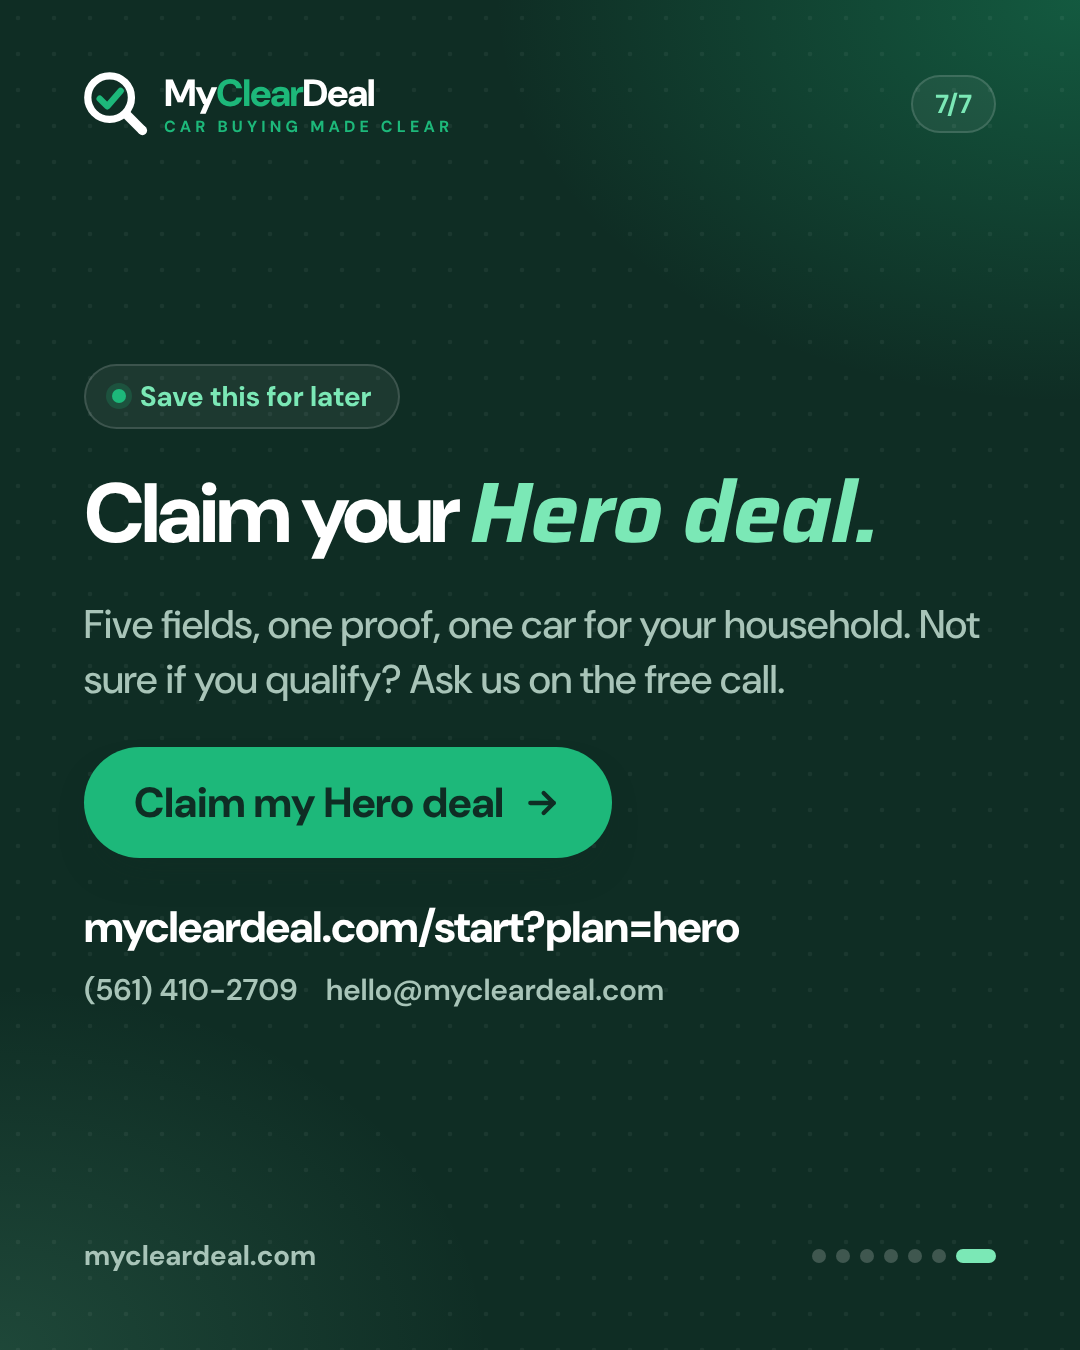 MyClearDeal
CAR BUYING MADE CLEAR
7/7
Save this for later
Claim your Hero deal.
Five fields, one proof, one car for your household. Not
sure if you qualify? Ask us on the free call.
Claim my Hero deal →
mycleardeal.com/start?plan=hero
(561) 410-2709 hello@mycleardeal.com
mycleardeal.com